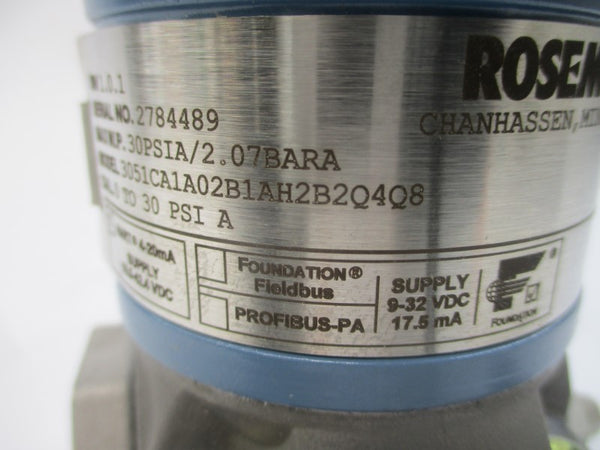 1.0.1
SERIAL NO. 2784489
MAX W.P. 30PSIA/2.07BARA
MODEL 3051CA1A02B1AH2B2Q4Q8
CAL. 0 TO 30 PSI A
ROSEM
CHANHASSEN, MIN
HART® 4-20mA
SUPPLY
VDC
FOUNDATION®
Fieldbus
PROFIBUS-PA
SUPPLY
9-32 VDC
17.5 mA
F
®
FOUNDATION